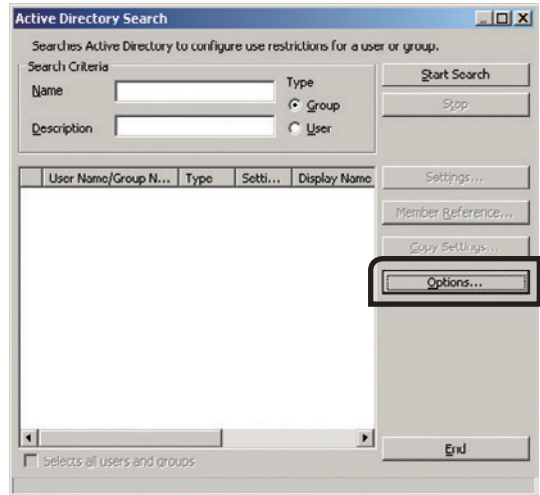 Active Directory Search
Searches Active Directory to configure use restrictions for a user or group.
Search Criteria
Name
Description
Type
Group
User
Start Search
Stop
User Name/Group N... Type Setti... Display Name
Settings...
Member Reference...
Copy Settings...
Options...
End
Selects all users and groups